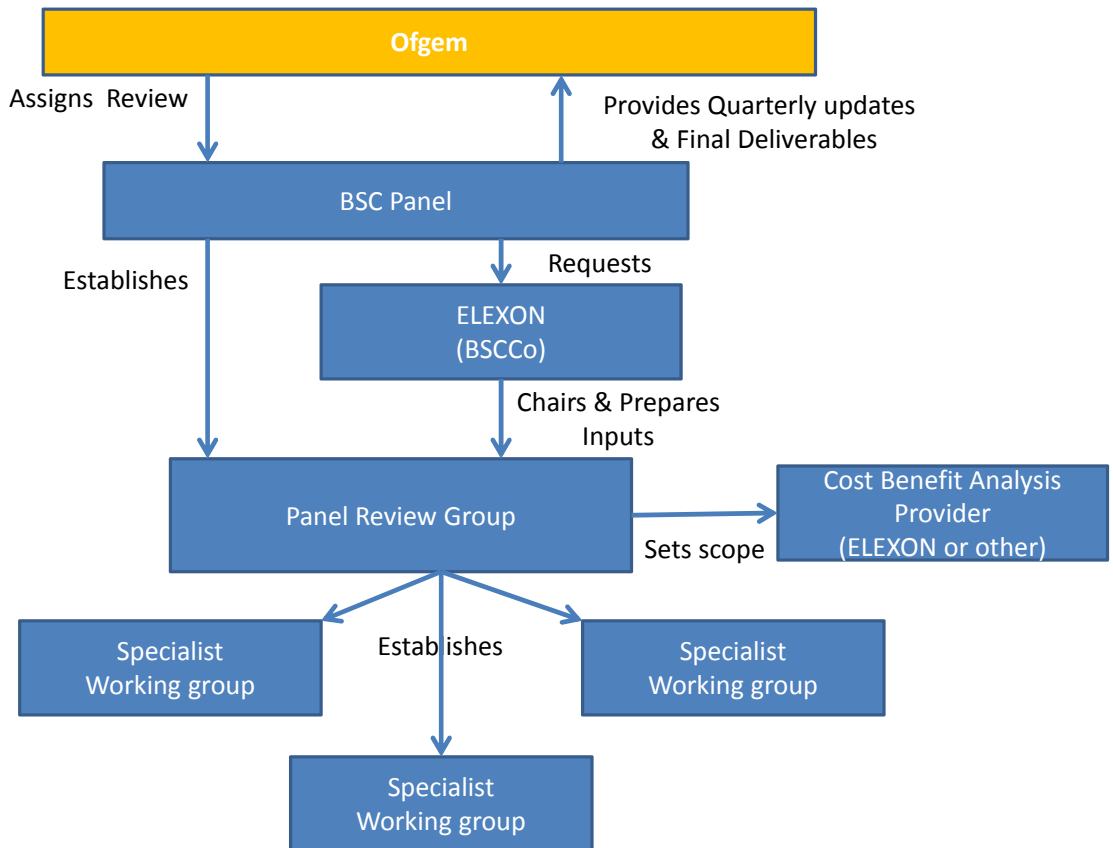 Ofgem
Assigns  Review
Provides Quarterly updates
& Final Deliverables
BSC Panel
Establishes
Requests
ELEXON
(BSCCo)
Chairs & Prepares
Inputs
Panel Review Group
Cost Benefit Analysis
Provider
(ELEXON or other)
Sets scope
Specialist
Working group
Establishes
Specialist
Working group
Specialist
Working group